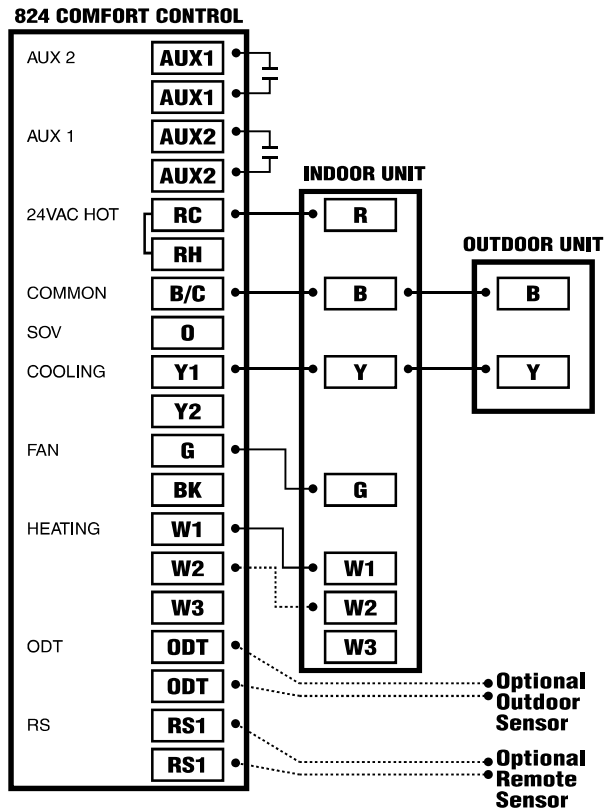 824 COMFORT CONTROL
AUX 2 AUX1
AUX1
AUX 1 AUX2
AUX2
INDOOR UNIT
24VAC HOT RC R
RH
OUTDOOR UNIT
COMMON B/C B B
SOV O
COOLING Y1 Y Y
Y2
FAN G
BK G
HEATING W1
W2 W1
W3 W2
W3
ODT ODT
ODT
Optional
Outdoor
Sensor
RS RS1
RS1
Optional
Remote
Sensor